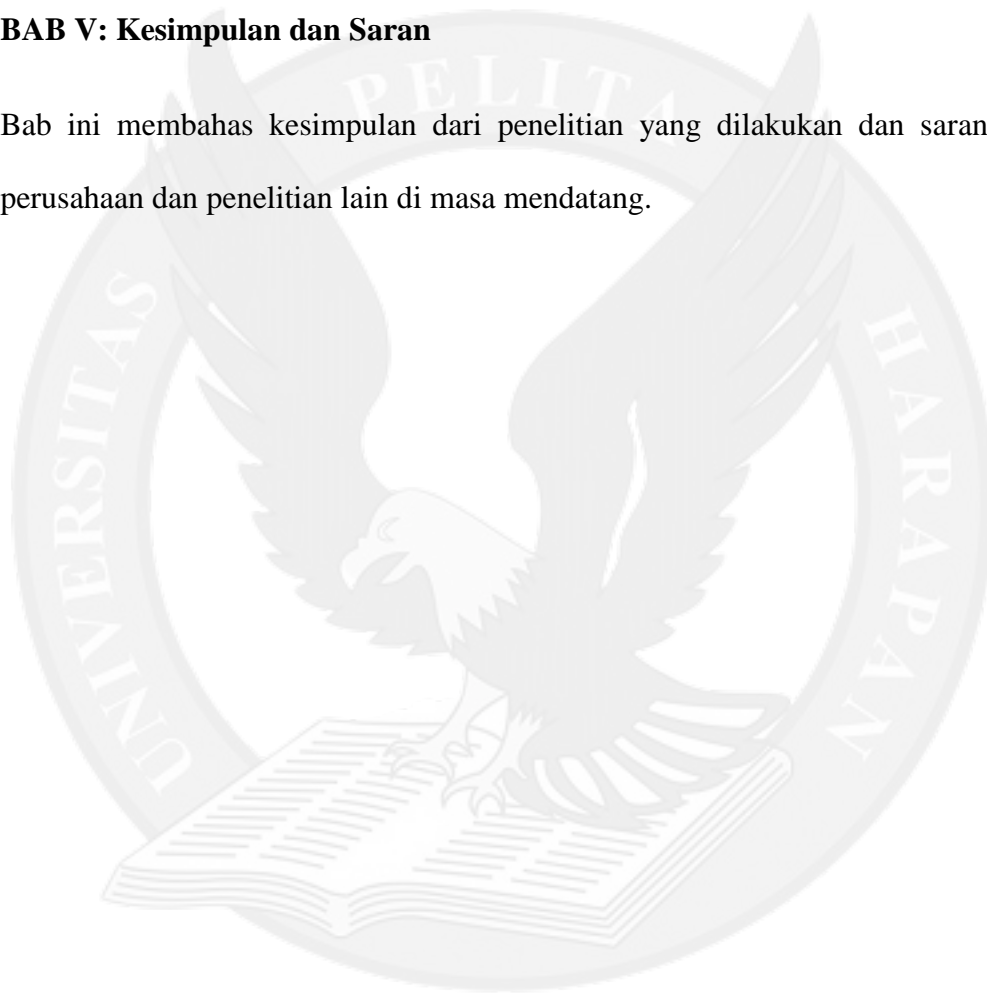 BAB V: Kesimpulan dan Saran
Bab ini membahas kesimpulan dari penelitian yang dilakukan dan saran
perusahaan dan penelitian lain di masa mendatang.
UNIVERSITAS PELITA HARAPAN